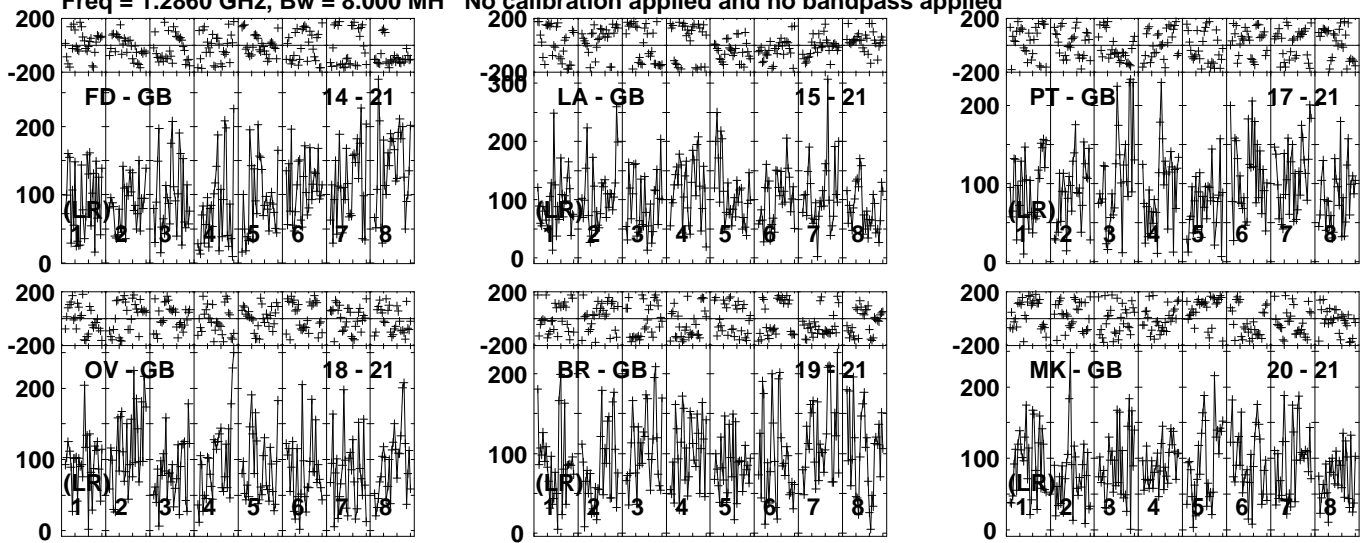 Freq = 1.2860 GHz, Bw = 8.000 MH No calibration applied and no bandpass applied
200
-200
FD - GB 14 - 21
200
100
(LR)
1 2 3 4 5 6 7 8
0
200
-200
300
LA - GB 15 - 21
200
100
(LR)
1 2 3 4 5 6 7 8
0
200
-200
PT - GB 17 - 21
200
100
(LR)
1 2 3 4 5 6 7 8
0
200
-200
OV - GB 18 - 21
200
100
(LR)
1 2 3 4 5 6 7 8
0
200
-200
BR - GB 19 - 21
200
100
(LR)
1 2 3 4 5 6 7 8
0
200
-200
MK - GB 20 - 21
200
100
(LR)
1 2 3 4 5 6 7 8
0